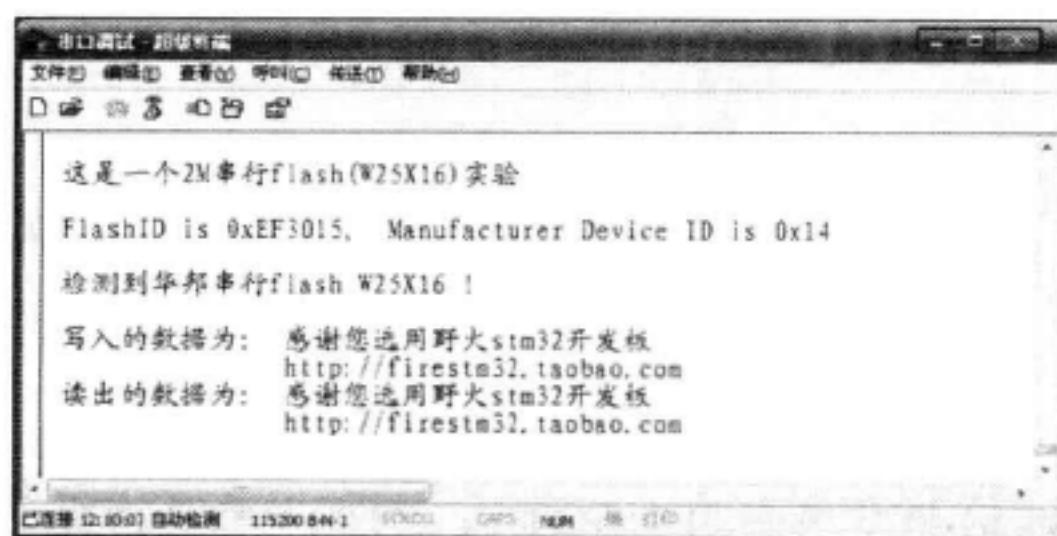 串口调试 - 超级终端
文件(F) 编辑(E) 查看(V) 呼叫(C) 传送(T) 帮助(H)
这是一个2M串行flash(W25X16)实验
FlashID is 0xEF3015, Manufacturer Device ID is 0x14
检测到华邦串行flash W25X16 !
写入的数据为: 感谢您选用野火stm32开发板
http://firestm32.taobao.com
读出的数据为: 感谢您选用野火stm32开发板
http://firestm32.taobao.com
已连接 自动检测 115200 8-N-1 SCROLL CAPS NUM